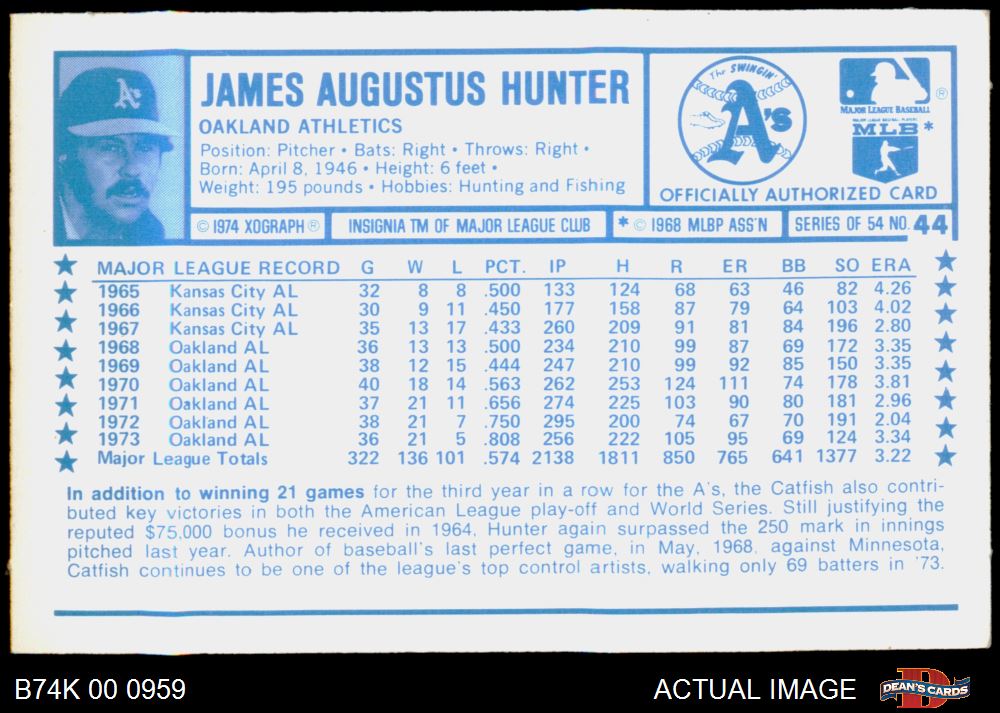 JAMES AUGUSTUS HUNTER
OAKLAND ATHLETICS
Position: Pitcher • Bats: Right • Throws: Right •
Born: April 8, 1946 • Height: 6 feet •
Weight: 195 pounds • Hobbies: Hunting and Fishing
The SWINGIN'
A's
MAJOR LEAGUE BASEBALL ®
MAJOR LEAGUE BASEBALL PLAYERS
MLB *
OFFICIALLY AUTHORIZED CARD
© 1974 XOGRAPH ® INSIGNIA TM OF MAJOR LEAGUE CLUB * © 1968 MLBP ASS'N SERIES OF 54 NO. 44
MAJOR LEAGUE RECORD G W L PCT. IP H R ER BB SO ERA
1965 Kansas City AL 32 8 8 .500 133 124 68 63 46 82 4.26
1966 Kansas City AL 30 9 11 .450 177 158 87 79 64 103 4.02
1967 Kansas City AL 35 13 17 .433 260 209 91 81 84 196 2.80
1968 Oakland AL 36 13 13 .500 234 210 99 87 69 172 3.35
1969 Oakland AL 38 12 15 .444 247 210 99 92 85 150 3.35
1970 Oakland AL 40 18 14 .563 262 253 124 111 74 178 3.81
1971 Oakland AL 37 21 11 .656 274 225 103 90 80 181 2.96
1972 Oakland AL 38 21 7 .750 295 200 74 67 70 191 2.04
1973 Oakland AL 36 21 5 .808 256 222 105 95 69 124 3.34
Major League Totals 322 136 101 .574 2138 1811 850 765 641 1377 3.22
In addition to winning 21 games for the third year in a row for the A's, the Catfish also contri-
buted key victories in both the American League play-off and World Series. Still justifying the
reputed $75,000 bonus he received in 1964, Hunter again surpassed the 250 mark in innings
pitched last year. Author of baseball's last perfect game, in May, 1968, against Minnesota,
Catfish continues to be one of the league's top control artists, walking only 69 batters in '73.
B74K 00 0959
ACTUAL IMAGE
DEAN'S CARDS